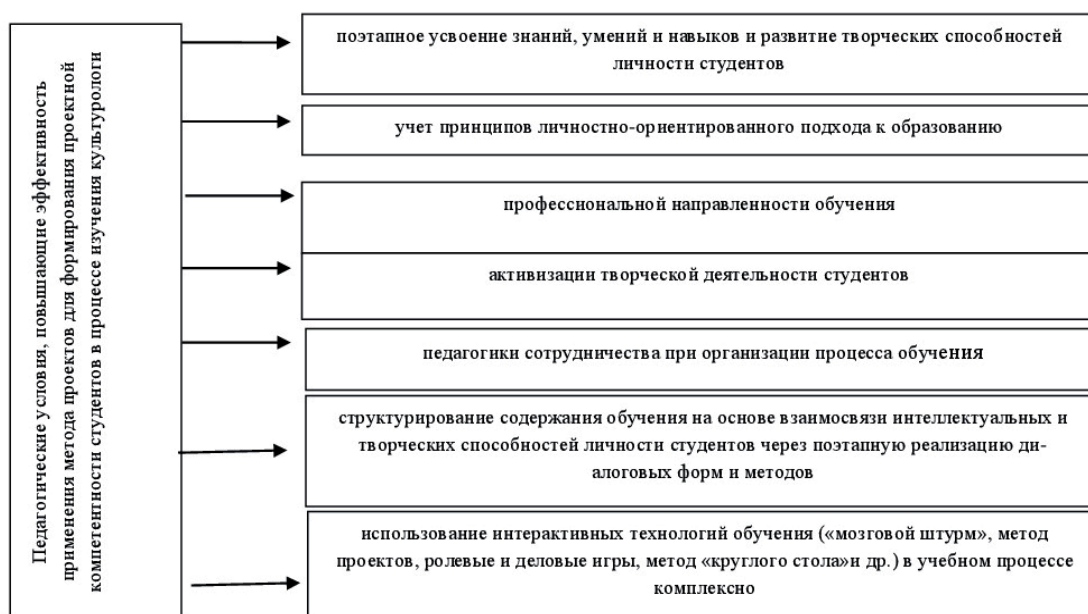 Педагогические условия, повышающие эффективность
применения метода проектов для формирования проектной
компетентности студентов в процессе изучения культурологи
поэтапное усвоение знаний, умений и навыков и развитие творческих способностей
личности студентов
учет принципов личностно-ориентированного подхода к образованию
профессиональной направленности обучения
активизации творческой деятельности студентов
педагогики сотрудничества при организации процесса обучения
структурирование содержания обучения на основе взаимосвязи интеллектуальных и
творческих способностей личности студентов через поэтапную реализацию ди-
алоговых форм и методов
использование интерактивных технологий обучения («мозговой штурм», метод
проектов, ролевые и деловые игры, метод «круглого стола»и др.) в учебном процессе
комплексно